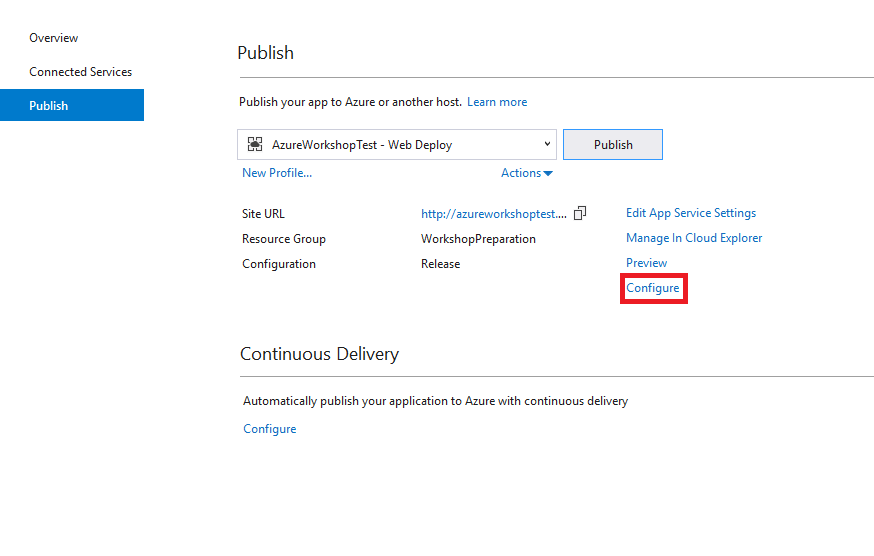 Overview
Connected Services
Publish
Publish
Publish your app to Azure or another host. Learn more
AzureWorkshopTest - Web Deploy
Publish
New Profile...
Actions
Site URL http://azureworkshoptest.... Edit App Service Settings
Resource Group WorkshopPreparation Manage In Cloud Explorer
Configuration Release Preview
Configure
Continuous Delivery
Automatically publish your application to Azure with continuous delivery
Configure